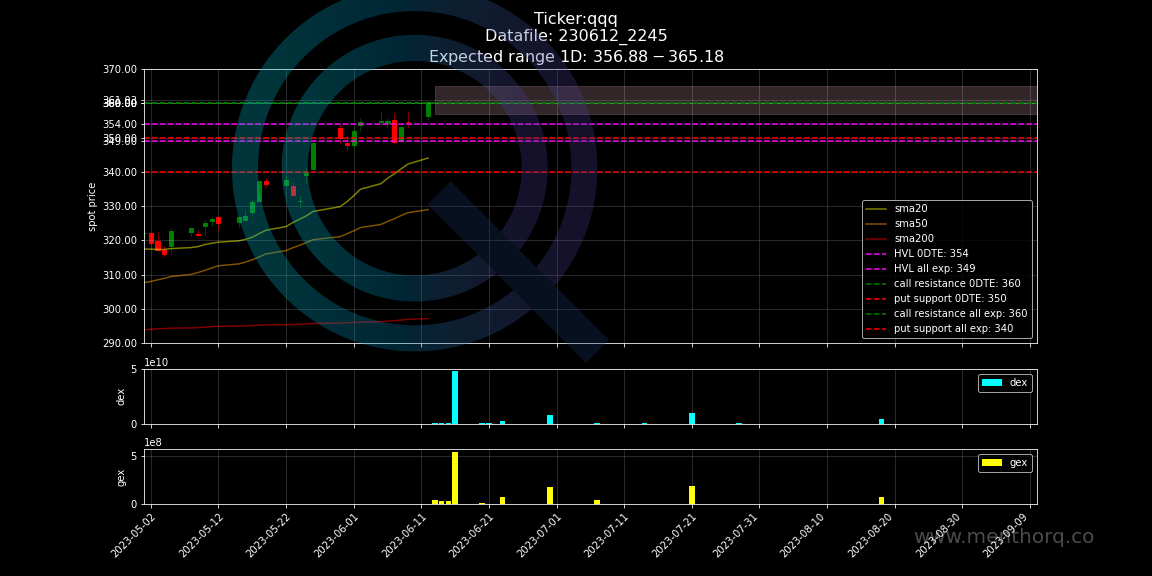 Ticker:qqq
Datafile: 230612_2245
Expected range 1D: 356.88 − 365.18
370.00
360.00
354.00
349.00
340.00
330.00
320.00
310.00
300.00
290.00
spot price
sma20
sma50
sma200
HVL 0DTE: 354
HVL all exp: 349
call resistance 0DTE: 360
put support 0DTE: 350
call resistance all exp: 360
put support all exp: 340
1e10
5
0
dex
dex
1e8
5
0
gex
gex
2023-05-02
2023-05-12
2023-05-22
2023-06-01
2023-06-11
2023-06-21
2023-07-01
2023-07-11
2023-07-21
2023-07-31
2023-08-10
2023-08-20
2023-08-30
2023-09-09
www.menthorq.co